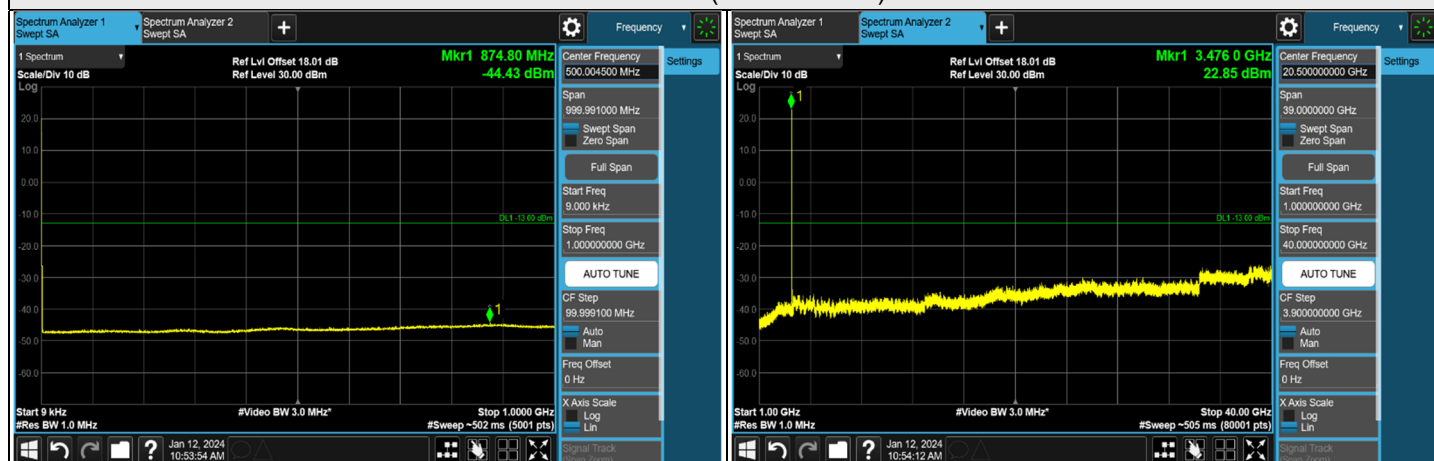 Spectrum Analyzer 1
Swept SA
Spectrum Analyzer 2
Swept SA
+
Frequency
1 Spectrum
Scale/Div 10 dB
Log
Ref Lvl Offset 18.01 dB
Ref Level 30.00 dBm
Mkr1 874.80 MHz
-44.43 dBm
20.0
10.0
0.00
-10.0
-20.0
-30.0
-40.0
-50.0
-60.0
DL1 -13.00 dBm
1
Start 9 kHz
#Res BW 1.0 MHz
#Video BW 3.0 MHz*
Stop 1.0000 GHz
#Sweep ~502 ms (5001 pts)
Center Frequency
500.004500 MHz
Settings
Span
999.991000 MHz
Swept Span
Zero Span
Full Span
Start Freq
9.000 kHz
Stop Freq
1.000000000 GHz
AUTO TUNE
CF Step
99.999100 MHz
Auto
Man
Freq Offset
0 Hz
X Axis Scale
Log
Lin
Signal Track
(Span Zoom)
?
Jan 12, 2024
10:53:54 AM
Spectrum Analyzer 1
Swept SA
Spectrum Analyzer 2
Swept SA
+
Frequency
1 Spectrum
Scale/Div 10 dB
Log
Ref Lvl Offset 18.01 dB
Ref Level 30.00 dBm
Mkr1 3.476 0 GHz
22.85 dBm
1
20.0
10.0
0.00
-10.0
-20.0
-30.0
-40.0
-50.0
-60.0
DL1 -13.00 dBm
Start 1.00 GHz
#Res BW 1.0 MHz
#Video BW 3.0 MHz*
Stop 40.00 GHz
#Sweep ~505 ms (80001 pts)
Center Frequency
20.500000000 GHz
Settings
Span
39.0000000 GHz
Swept Span
Zero Span
Full Span
Start Freq
1.000000000 GHz
Stop Freq
40.000000000 GHz
AUTO TUNE
CF Step
3.900000000 GHz
Auto
Man
Freq Offset
0 Hz
X Axis Scale
Log
Lin
Signal Track
(Span Zoom)
?
Jan 12, 2024
10:54:12 AM